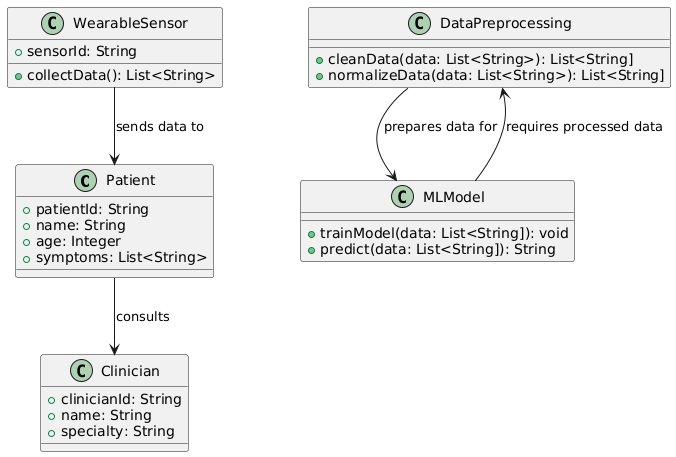 C WearableSensor
sensorId: String
collectData(): List<String>
C DataPreprocessing
cleanData(data: List<String>): List<String]
normalizeData(data: List<String>): List<String]
sends data to
prepares data for
requires processed data
C Patient
patientId: String
name: String
age: Integer
symptoms: List<String>
C MLModel
trainModel(data: List<String]): void
predict(data: List<String]): String
consults
C Clinician
clinicianId: String
name: String
specialty: String